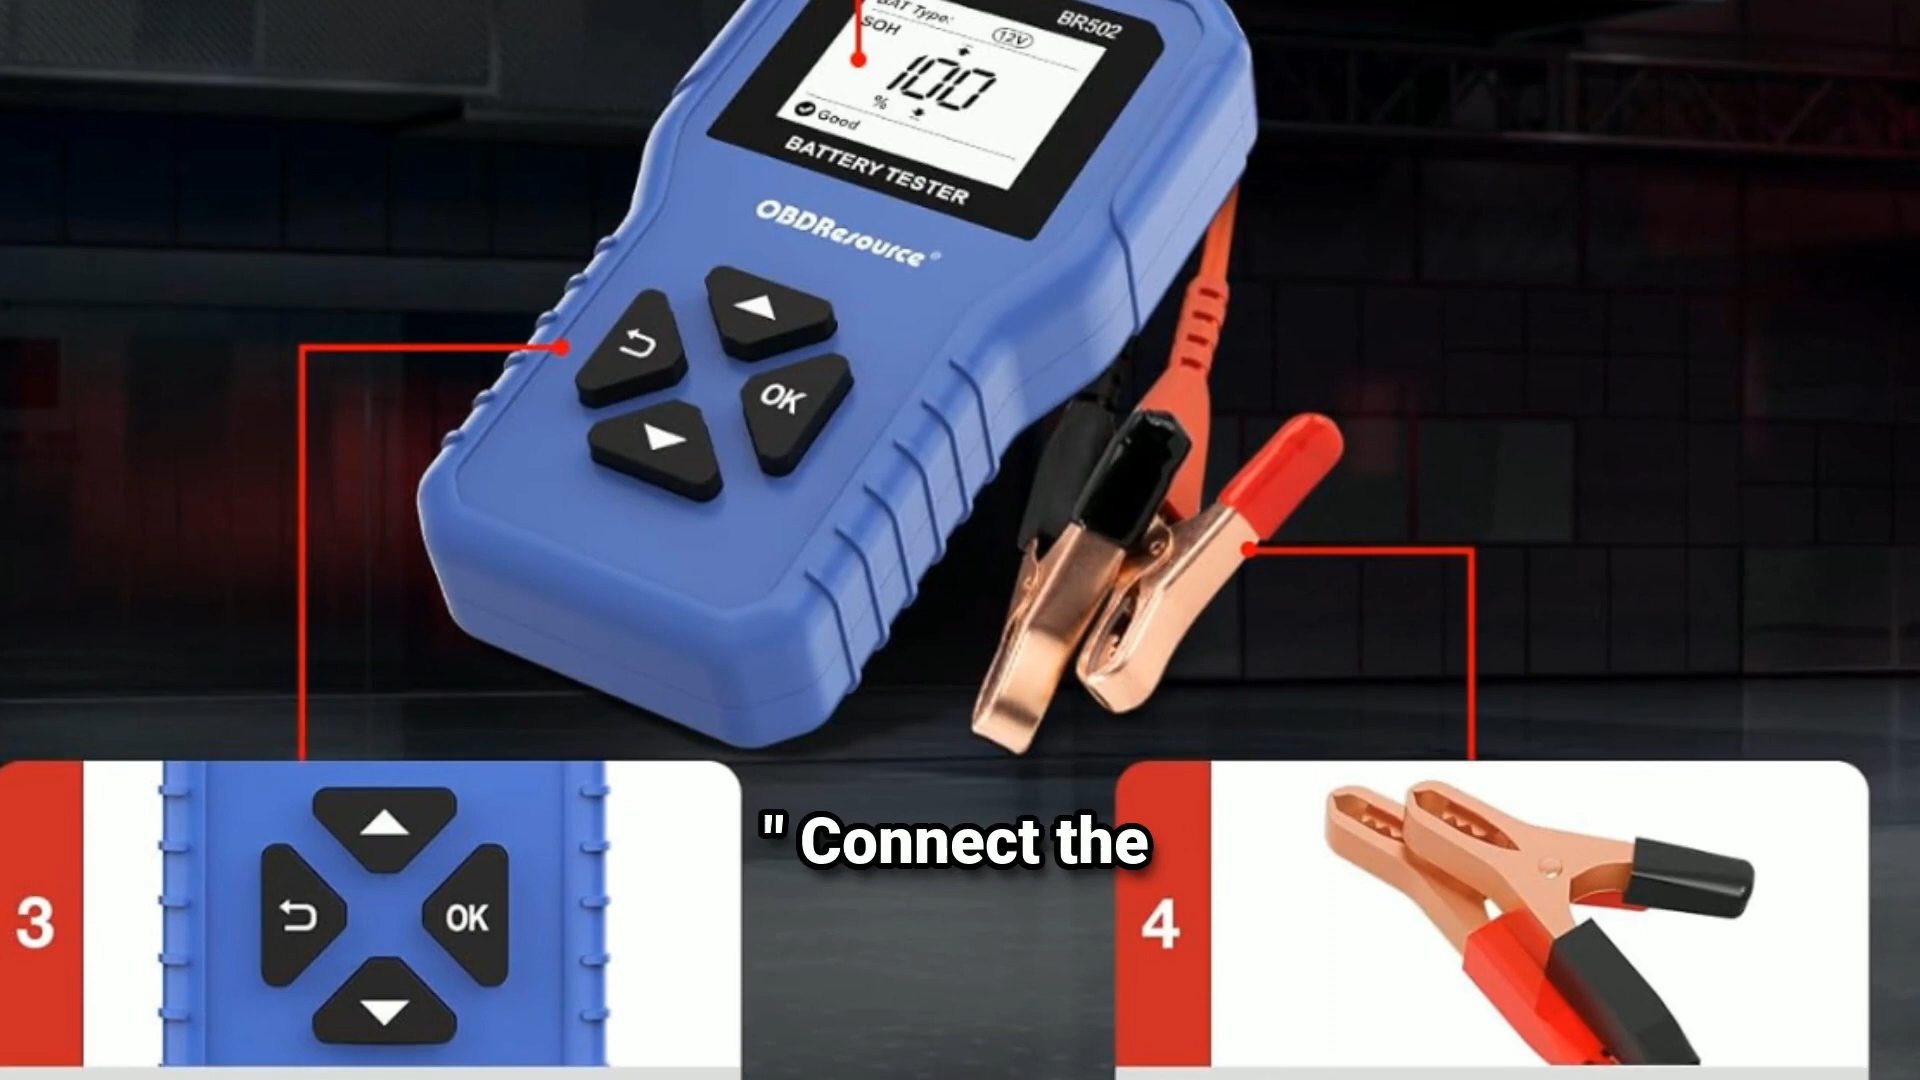 BAT Type:
BR502
SOH
12V
100
%
Good
BATTERY TESTER
OBDResource®
OK
" Connect the
3
OK
4